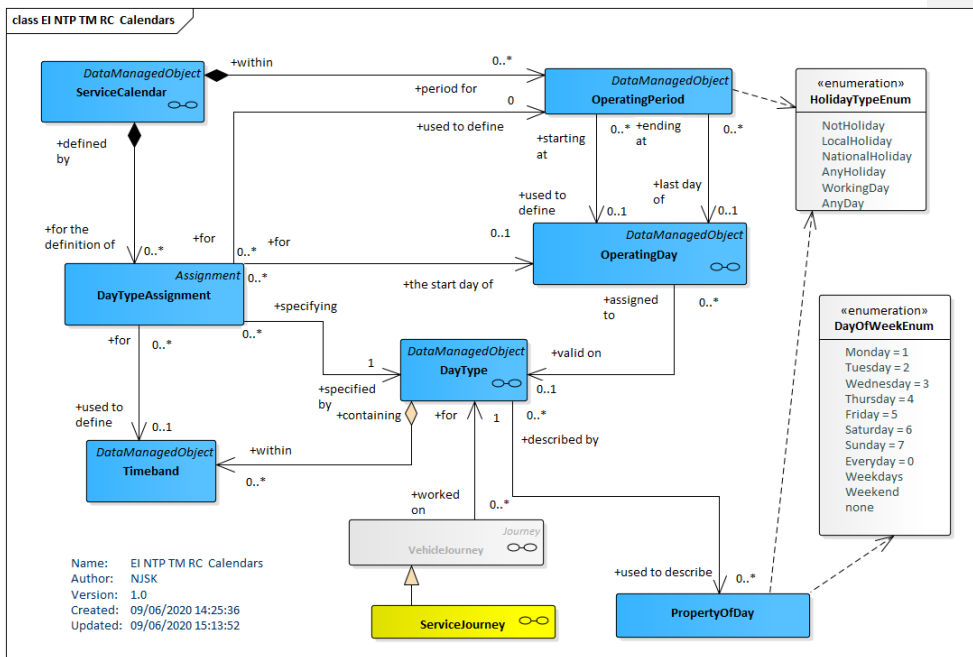 class EI NTP TM RC Calendars
DataManagedObject
ServiceCalendar
+within
0..*
+period for
0
+used to define
DataManagedObject
OperatingPeriod
«enumeration»
HolidayTypeEnum
NotHoliday
LocalHoliday
NationalHoliday
AnyHoliday
WorkingDay
AnyDay
+defined
by
+starting
at
0..*
+ending
at
0..*
+used to
define
0..1
+last day
of
0..1
+for the
definition of
0..*
+for
0..*
+for
0..1
DataManagedObject
OperatingDay
Assignment
DayTypeAssignment
0..*
+the start day of
+specifying
0..*
+assigned
to
0..*
«enumeration»
DayOfWeekEnum
Monday = 1
Tuesday = 2
Wednesday = 3
Thursday = 4
Friday = 5
Saturday = 6
Sunday = 7
Everyday = 0
Weekdays
Weekend
none
+for
0..*
1
+specified
by
DataManagedObject
DayType
+valid on
0..1
+containing
+for
1
0..*
+described by
+used to
define
0..1
DataManagedObject
Timeband
+within
0..*
+worked
on
0..*
Journey
VehicleJourney
+used to describe
0..*
ServiceJourney
PropertyOfDay
Name: EI NTP TM RC Calendars
Author: NJSK
Version: 1.0
Created: 09/06/2020 14:25:36
Updated: 09/06/2020 15:13:52